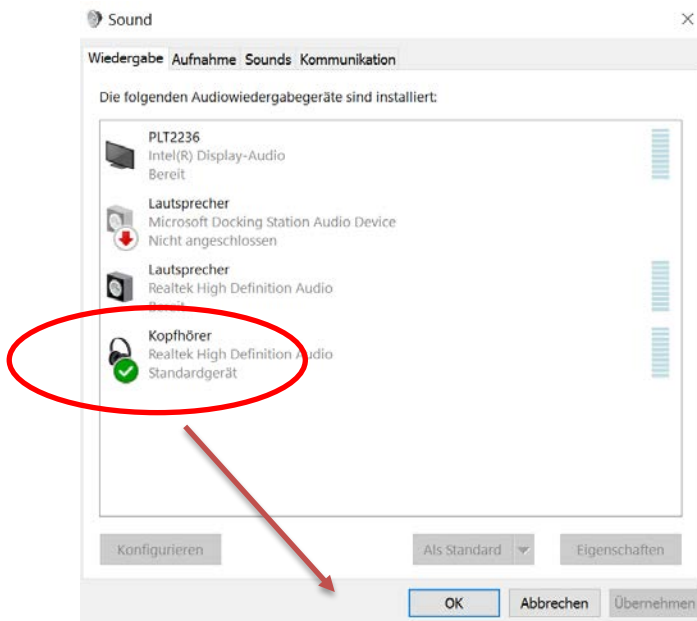 Sound
Wiedergabe Aufnahme Sounds Kommunikation
Die folgenden Audiowiedergabegeräte sind installiert:
PLT2236
Intel(R) Display-Audio
Bereit
Lautsprecher
Microsoft Docking Station Audio Device
Nicht angeschlossen
Lautsprecher
Realtek High Definition Audio
Bereit
Kopfhörer
Realtek High Definition Audio
Standardgerät
Konfigurieren Als Standard Eigenschaften
OK Abbrechen Übernehmen